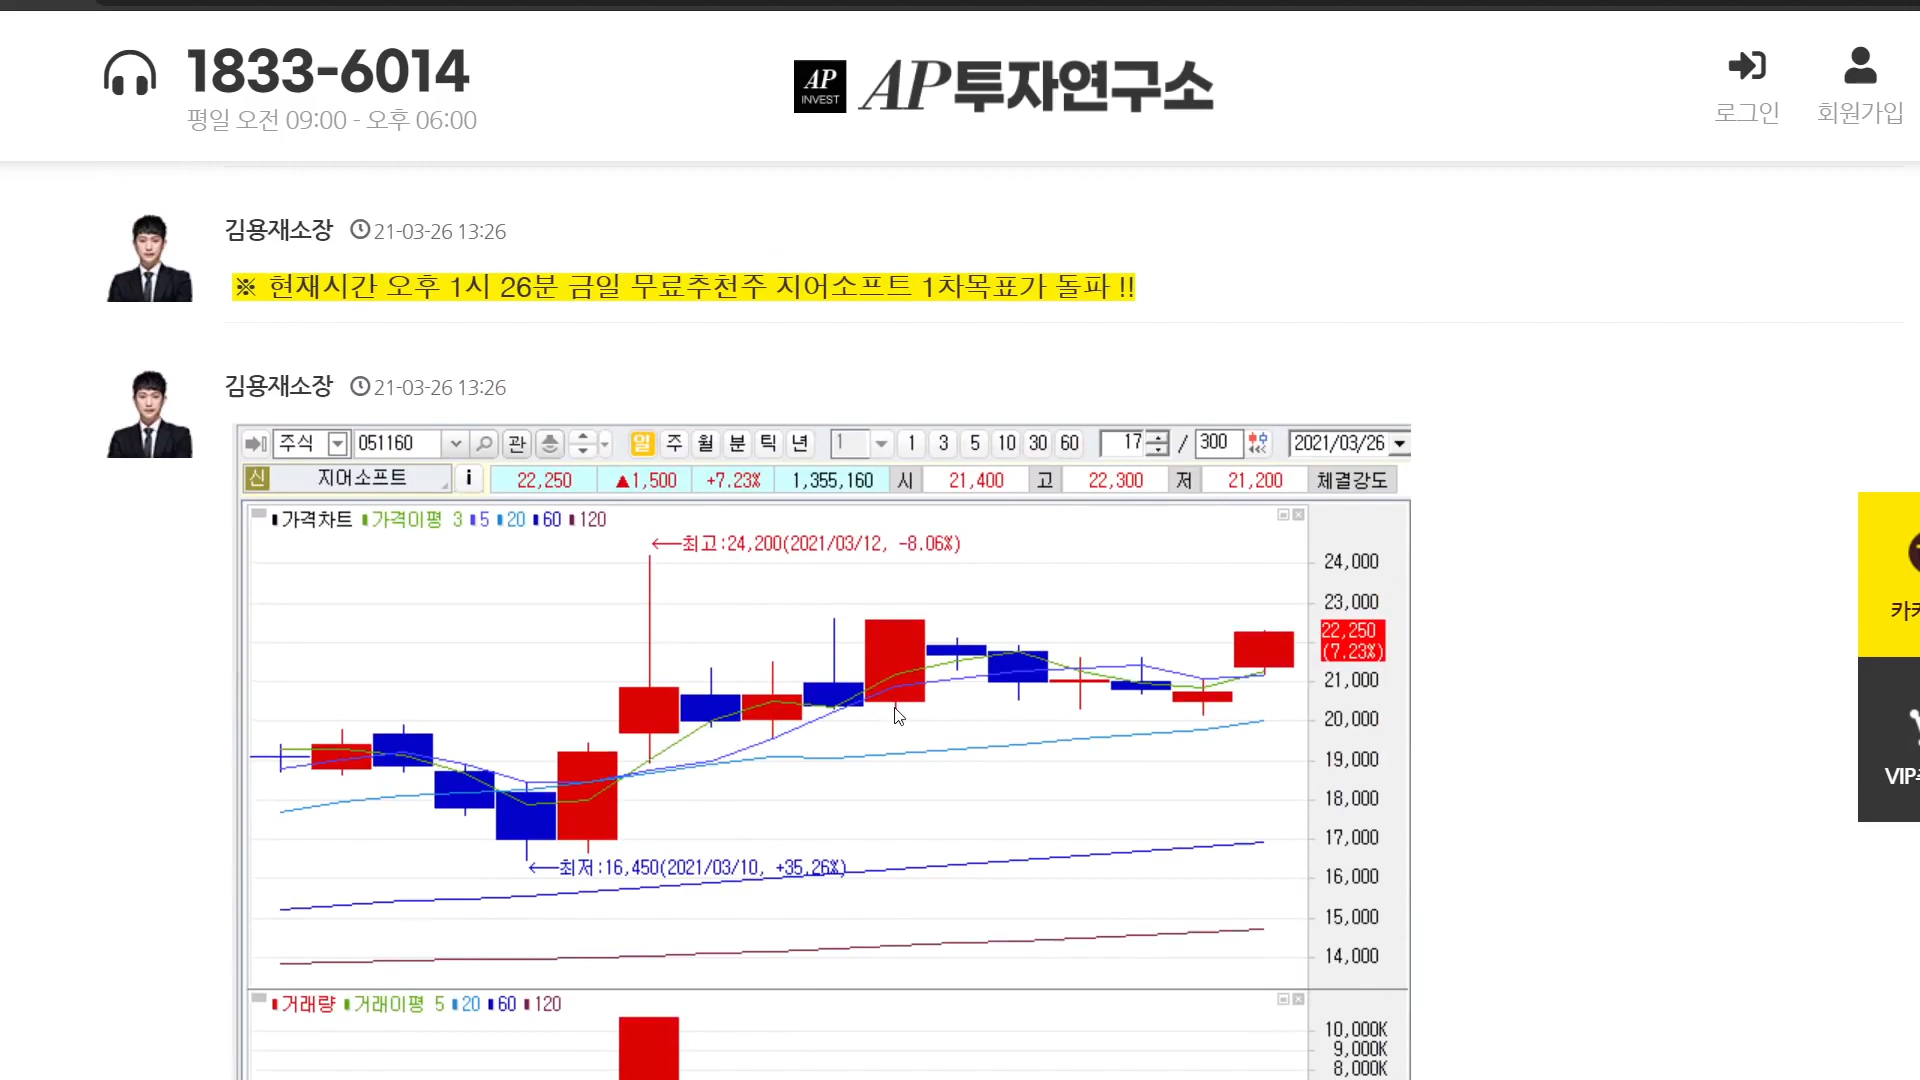 1833-6014
평일 오전 09:00 - 오후 06:00
AP
INVEST
AP투자연구소
로그인
회원가입
김용재소장 21-03-26 13:26
※ 현재시간 오후 1시 26분 금일 무료추천주 지어소프트 1차목표가 돌파 !!
김용재소장 21-03-26 13:26
주식 051160 관 일 주 월 분 틱 년 1 1 3 5 10 30 60 17 / 300 2021/03/26
신 지어소프트 i 22,250 ▲1,500 +7.23% 1,355,160 시 21,400 고 22,300 저 21,200 체결강도
가격차트 가격이평 3 5 20 60 120
←최고:24,200(2021/03/12, -8.06%)
24,000
23,000
22,250
(7.23%)
21,000
20,000
19,000
18,000
17,000
←최저:16,450(2021/03/10, +35,26%)
16,000
15,000
14,000
거래량 거래이평 5 20 60 120
10,000K
9,000K
8,000K
VIP